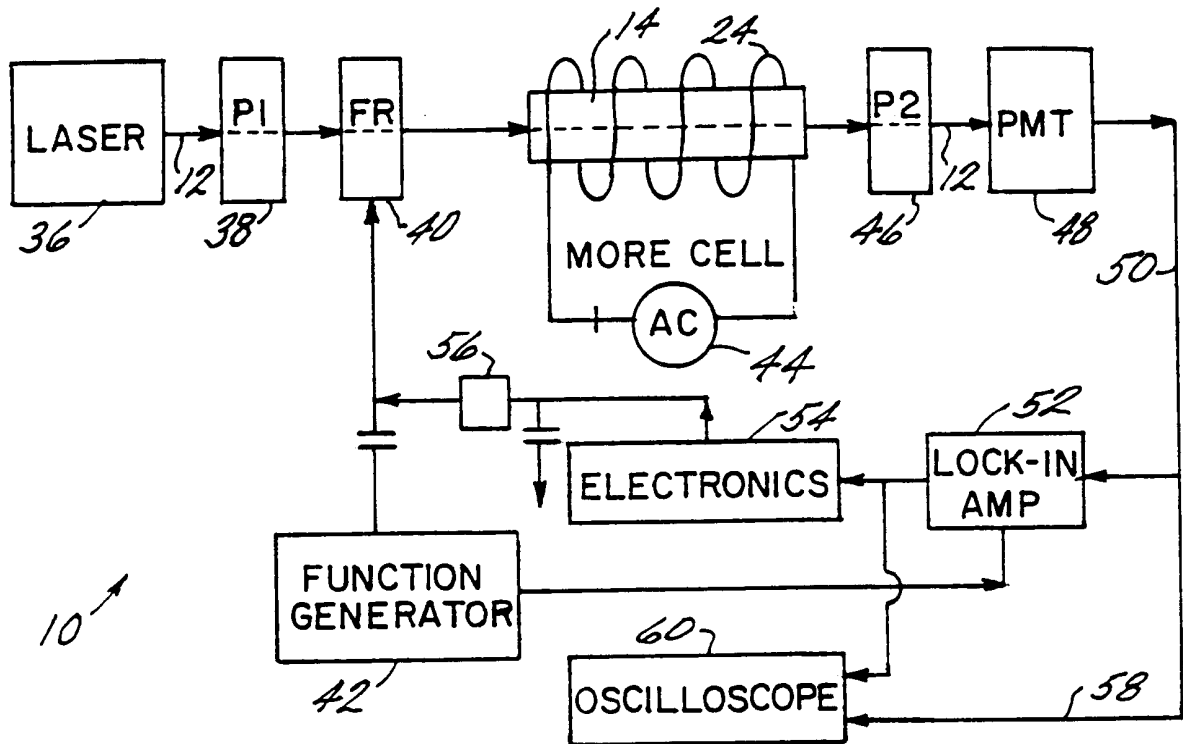 14
24
LASER
P1
FR
P2
PMT
12
12
36
38
40
46
48
MORE CELL
50
AC
44
56
54
52
ELECTRONICS
LOCK-IN
AMP
FUNCTION
GENERATOR
10
60
42
OSCILLOSCOPE
58